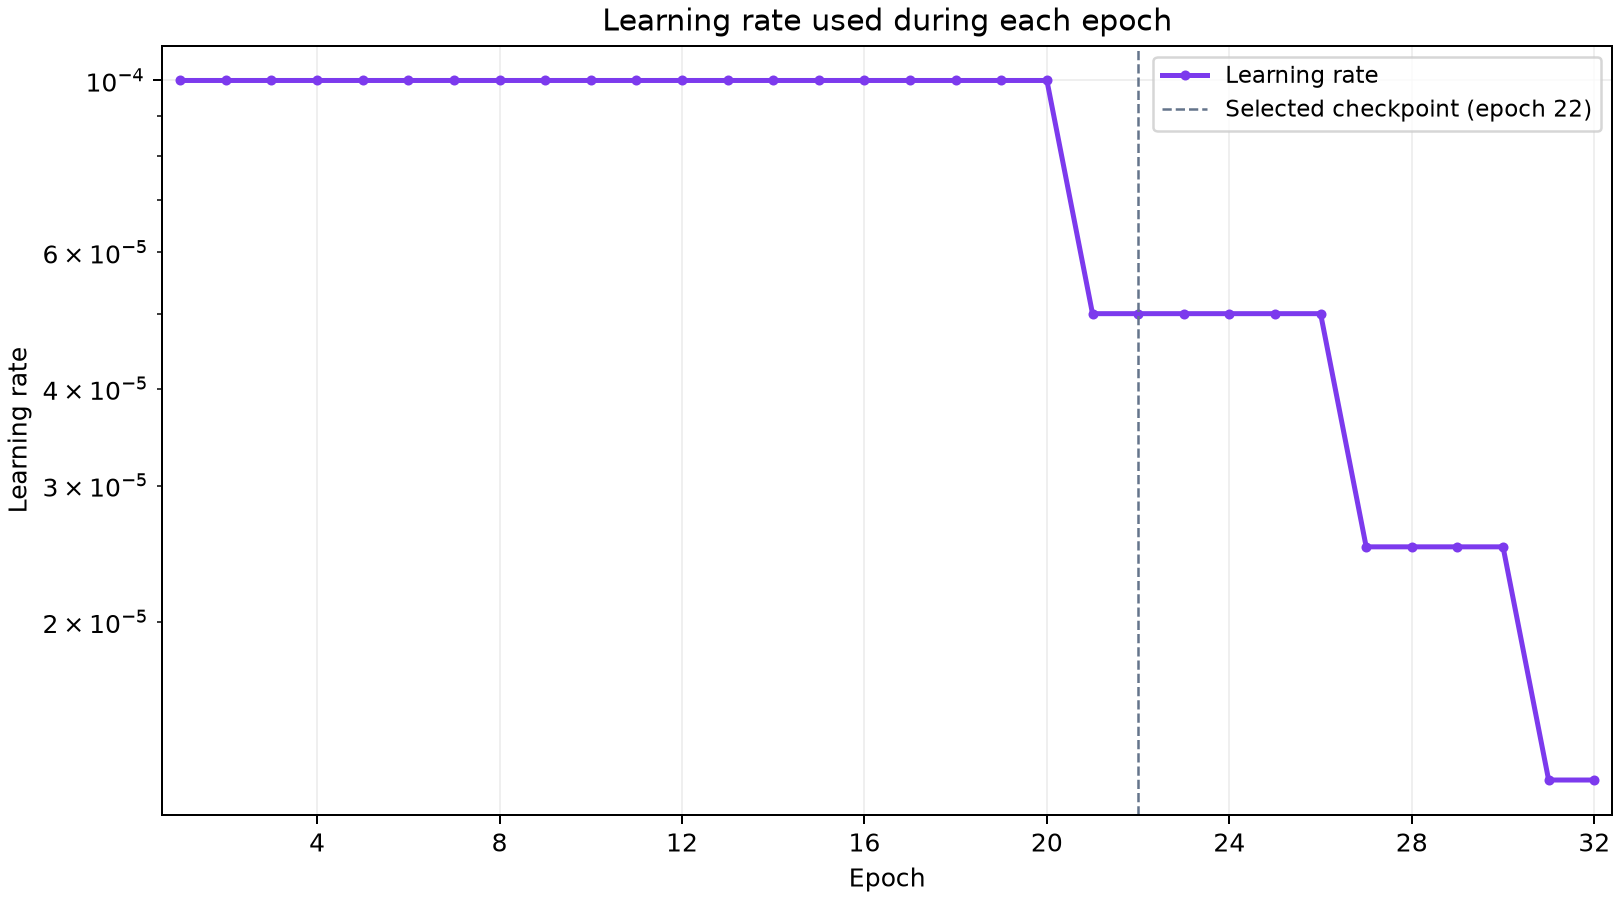 Learning rate used during each epoch
Learning rate
Selected checkpoint (epoch 22)
10⁻⁴
6 × 10⁻⁵
4 × 10⁻⁵
3 × 10⁻⁵
2 × 10⁻⁵
Learning rate
4 8 12 16 20 24 28 32
Epoch